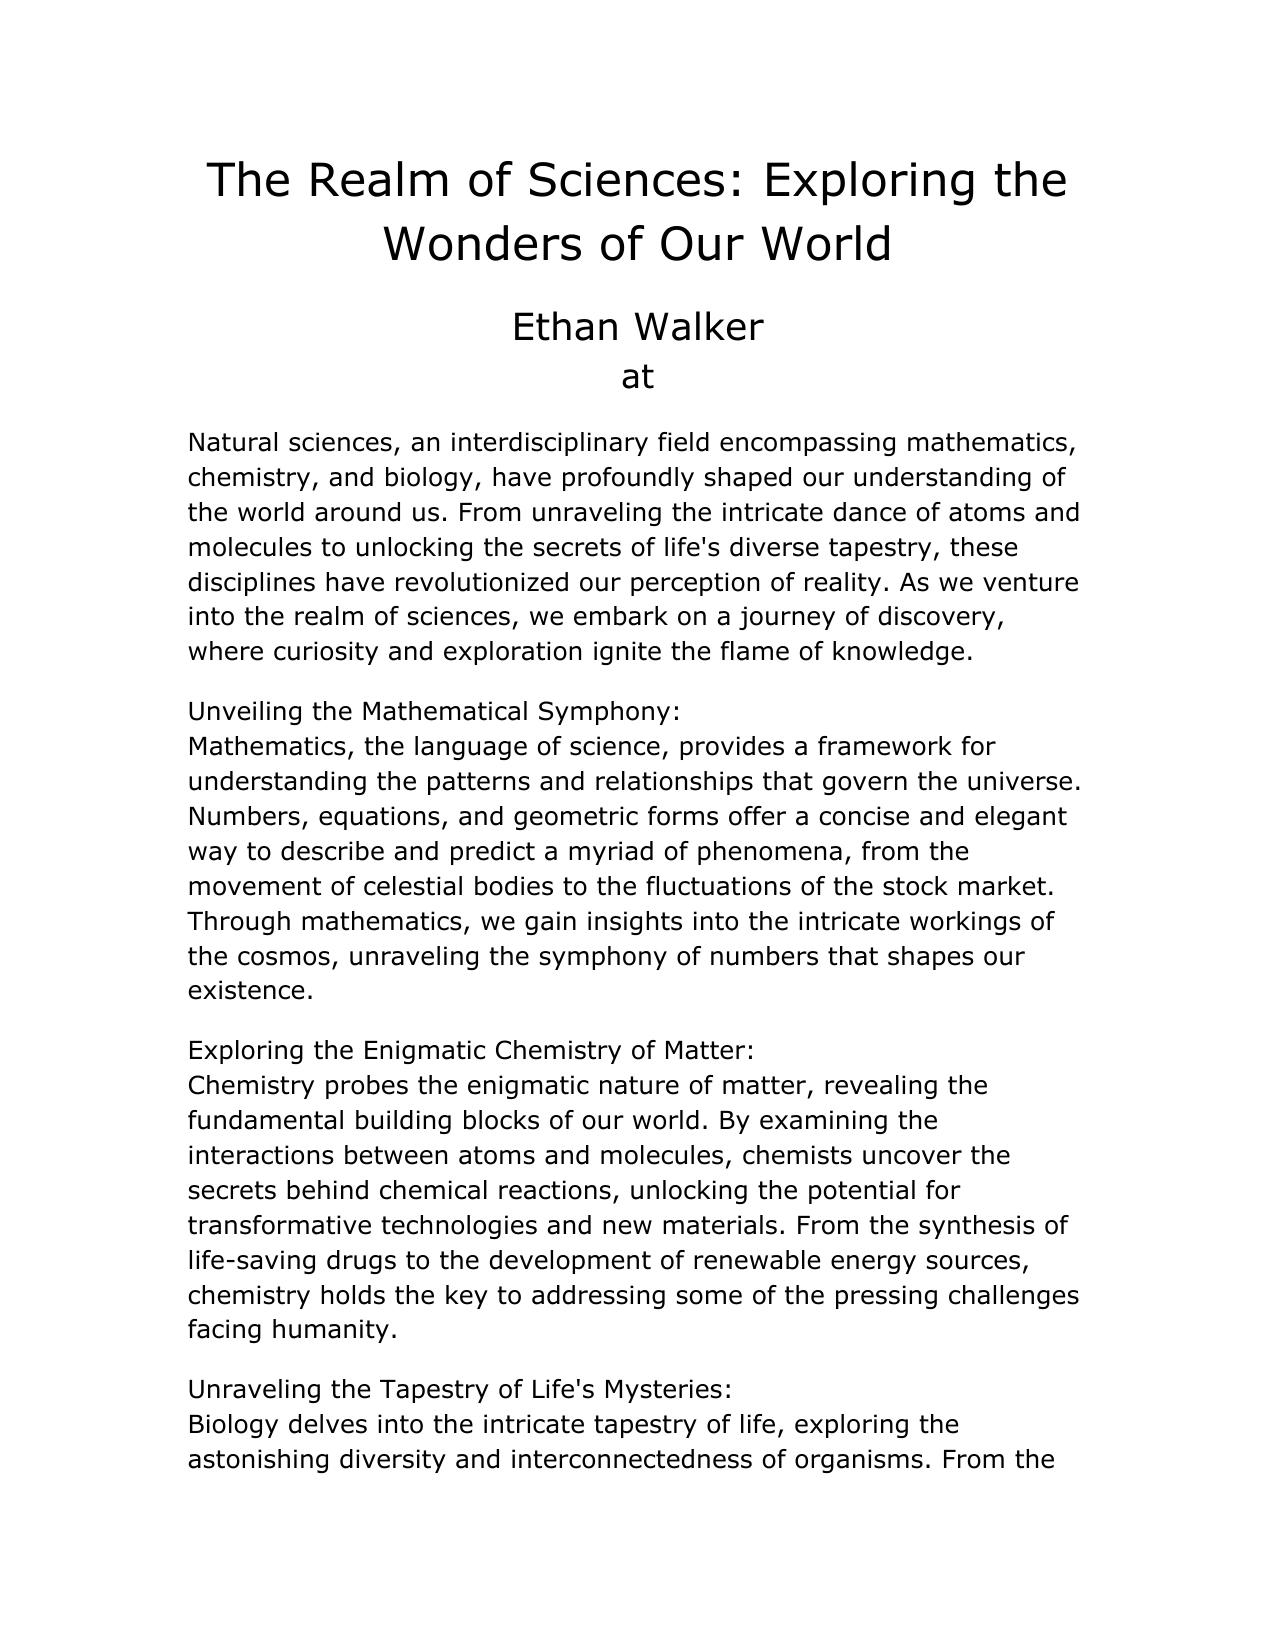 The Realm of Sciences: Exploring the
Wonders of Our World
Ethan Walker
at
Natural sciences, an interdisciplinary field encompassing mathematics,
chemistry, and biology, have profoundly shaped our understanding of
the world around us. From unraveling the intricate dance of atoms and
molecules to unlocking the secrets of life's diverse tapestry, these
disciplines have revolutionized our perception of reality. As we venture
into the realm of sciences, we embark on a journey of discovery,
where curiosity and exploration ignite the flame of knowledge.
Unveiling the Mathematical Symphony:
Mathematics, the language of science, provides a framework for
understanding the patterns and relationships that govern the universe.
Numbers, equations, and geometric forms offer a concise and elegant
way to describe and predict a myriad of phenomena, from the
movement of celestial bodies to the fluctuations of the stock market.
Through mathematics, we gain insights into the intricate workings of
the cosmos, unraveling the symphony of numbers that shapes our
existence.
Exploring the Enigmatic Chemistry of Matter:
Chemistry probes the enigmatic nature of matter, revealing the
fundamental building blocks of our world. By examining the
interactions between atoms and molecules, chemists uncover the
secrets behind chemical reactions, unlocking the potential for
transformative technologies and new materials. From the synthesis of
life-saving drugs to the development of renewable energy sources,
chemistry holds the key to addressing some of the pressing challenges
facing humanity.
Unraveling the Tapestry of Life's Mysteries:
Biology delves into the intricate tapestry of life, exploring the
astonishing diversity and interconnectedness of organisms. From the